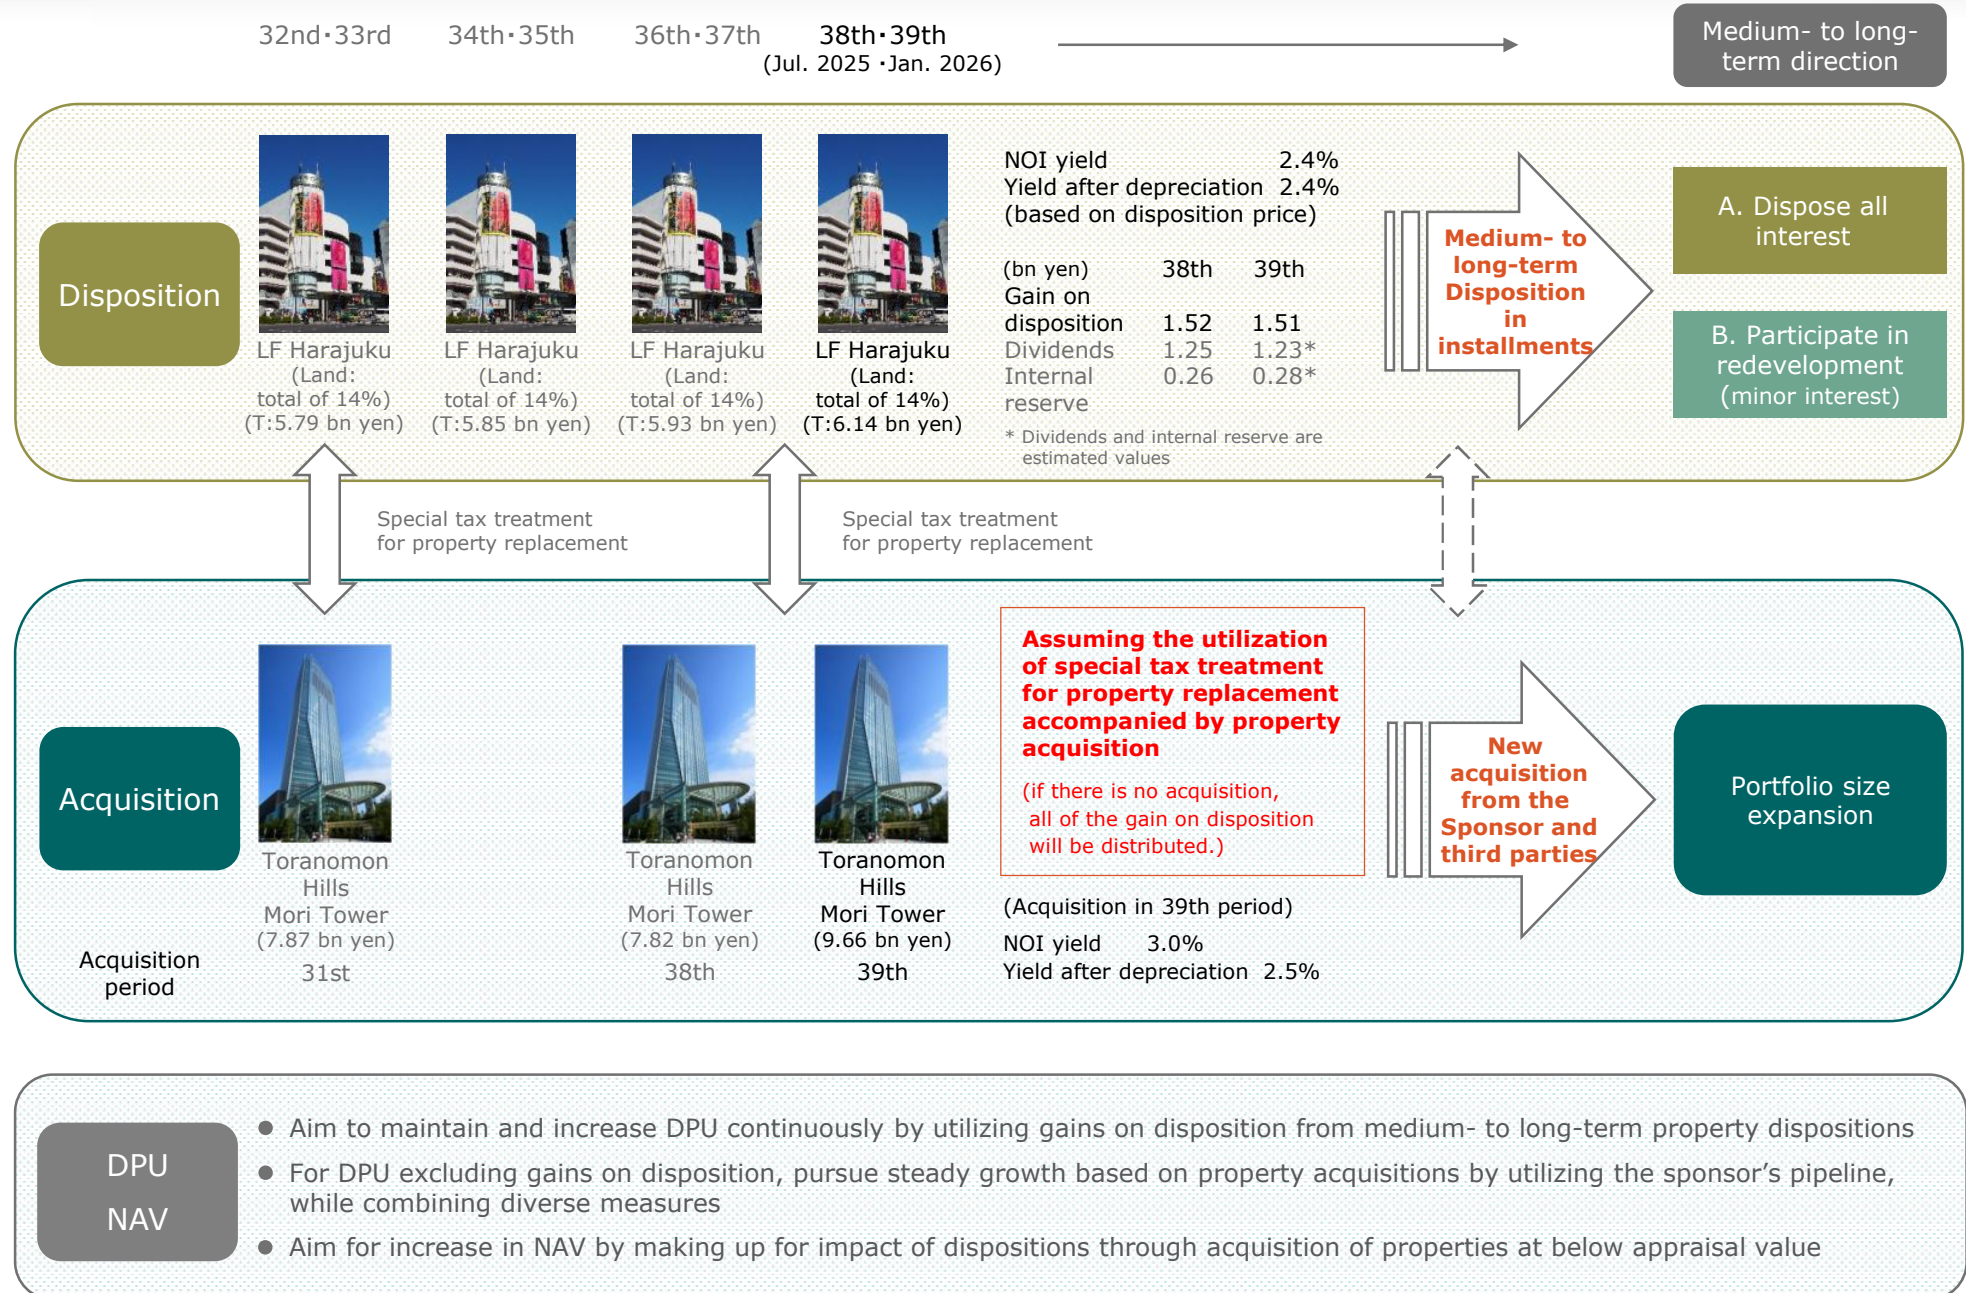 32nd・33rd
34th・35th
36th・37th
38th・39th
(Jul. 2025 ・Jan. 2026)
Medium- to long-
term direction
Disposition
LF Harajuku
(Land:
total of 14%)
(T:5.79 bn yen)
LF Harajuku
(Land:
total of 14%)
(T:5.85 bn yen)
LF Harajuku
(Land:
total of 14%)
(T:5.93 bn yen)
LF Harajuku
(Land:
total of 14%)
(T:6.14 bn yen)
NOI yield 2.4%
Yield after depreciation 2.4%
(based on disposition price)
(bn yen) 38th 39th
Gain on
disposition 1.52 1.51
Dividends 1.25 1.23*
Internal 0.26 0.28*
reserve
* Dividends and internal reserve are
estimated values
Medium- to
long-term
Disposition
in
installments
A. Dispose all
interest
B. Participate in
redevelopment
(minor interest)
Special tax treatment
for property replacement
Special tax treatment
for property replacement
Acquisition
Acquisition
period
Toranomon
Hills
Mori Tower
(7.87 bn yen)
31st
Toranomon
Hills
Mori Tower
(7.82 bn yen)
38th
Toranomon
Hills
Mori Tower
(9.66 bn yen)
39th
Assuming the utilization
of special tax treatment
for property replacement
accompanied by property
acquisition
(if there is no acquisition,
all of the gain on disposition
will be distributed.)
(Acquisition in 39th period)
NOI yield 3.0%
Yield after depreciation 2.5%
New
acquisition
from the
Sponsor and
third parties
Portfolio size
expansion
DPU
NAV
● Aim to maintain and increase DPU continuously by utilizing gains on disposition from medium- to long-term property dispositions
● For DPU excluding gains on disposition, pursue steady growth based on property acquisitions by utilizing the sponsor’s pipeline,
while combining diverse measures
● Aim for increase in NAV by making up for impact of dispositions through acquisition of properties at below appraisal value